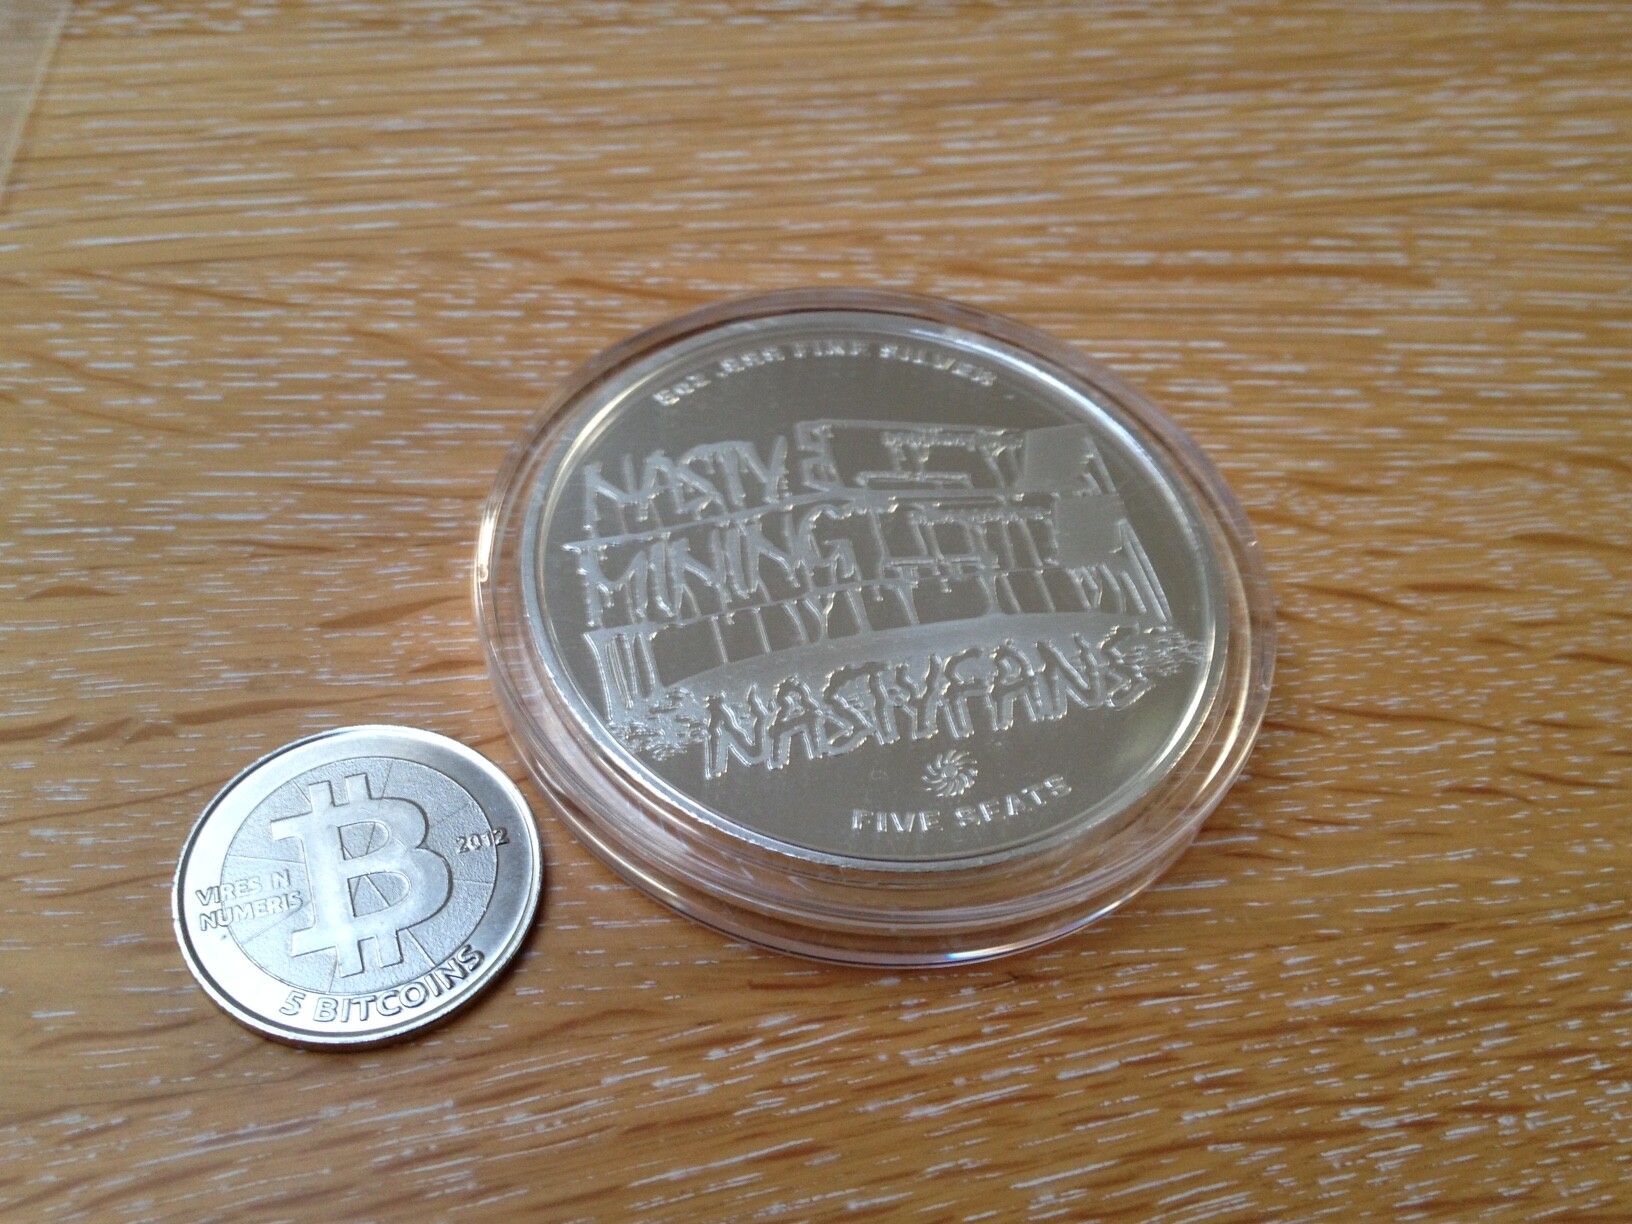 5oz .999 FINE SILVER
NASTY
MINING
NASTYFANS
FIVE SEATS
2012
VIRES IN
NUMERIS
5 BITCOINS